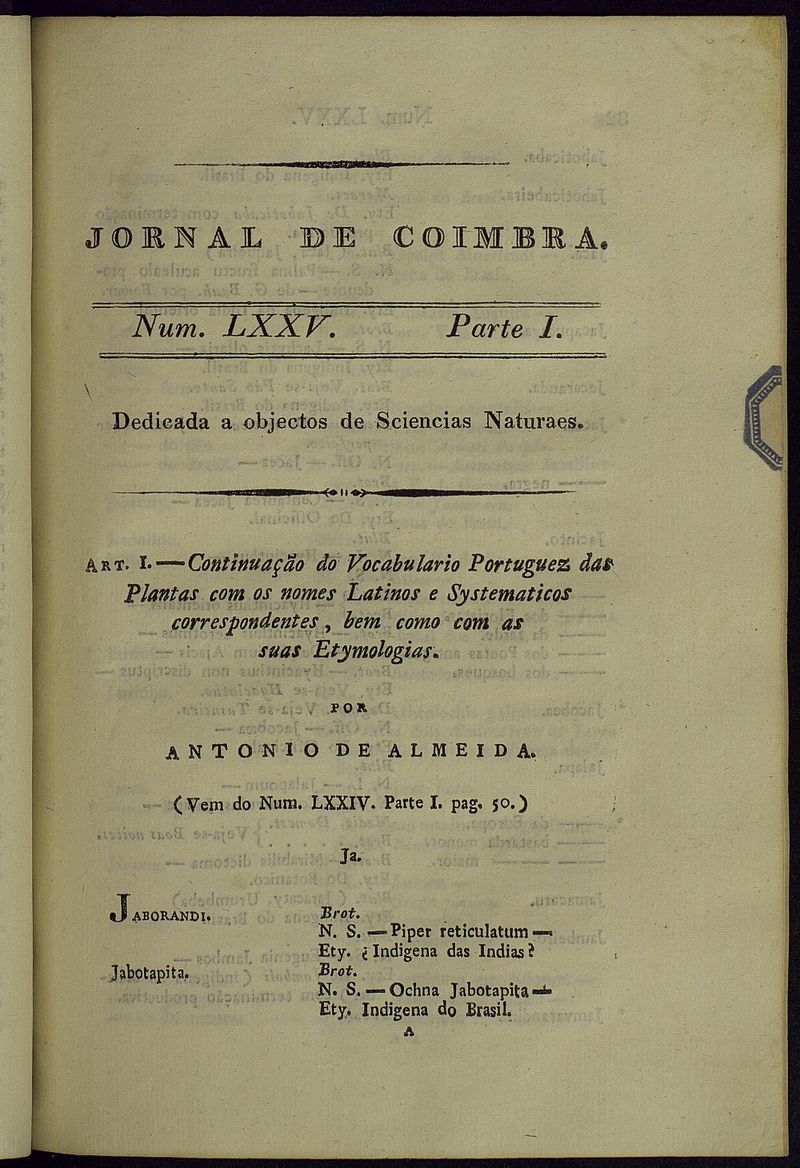 JORNAL DE COIMBRA.
Num. LXXV. Parte I.
Dedicada a objectos de Sciencias Naturaes.
ART. I.—Continuação do Vocabulario Portuguez das
Plantas com os nomes Latinos e Systematicos
correspondentes, bem como com as
suas Etymologias.
POR
ANTONIO DE ALMEIDA.
(Vem do Num. LXXIV. Parte I. pag. 50.)
Ja.
JABORANDI. Brot.
N. S. — Piper reticulatum —
Ety. ¿ Indigena das Indias?
Jabotapita. Brot.
N. S. — Ochna Jabotapita —
Ety. Indigena do Brasil.
A